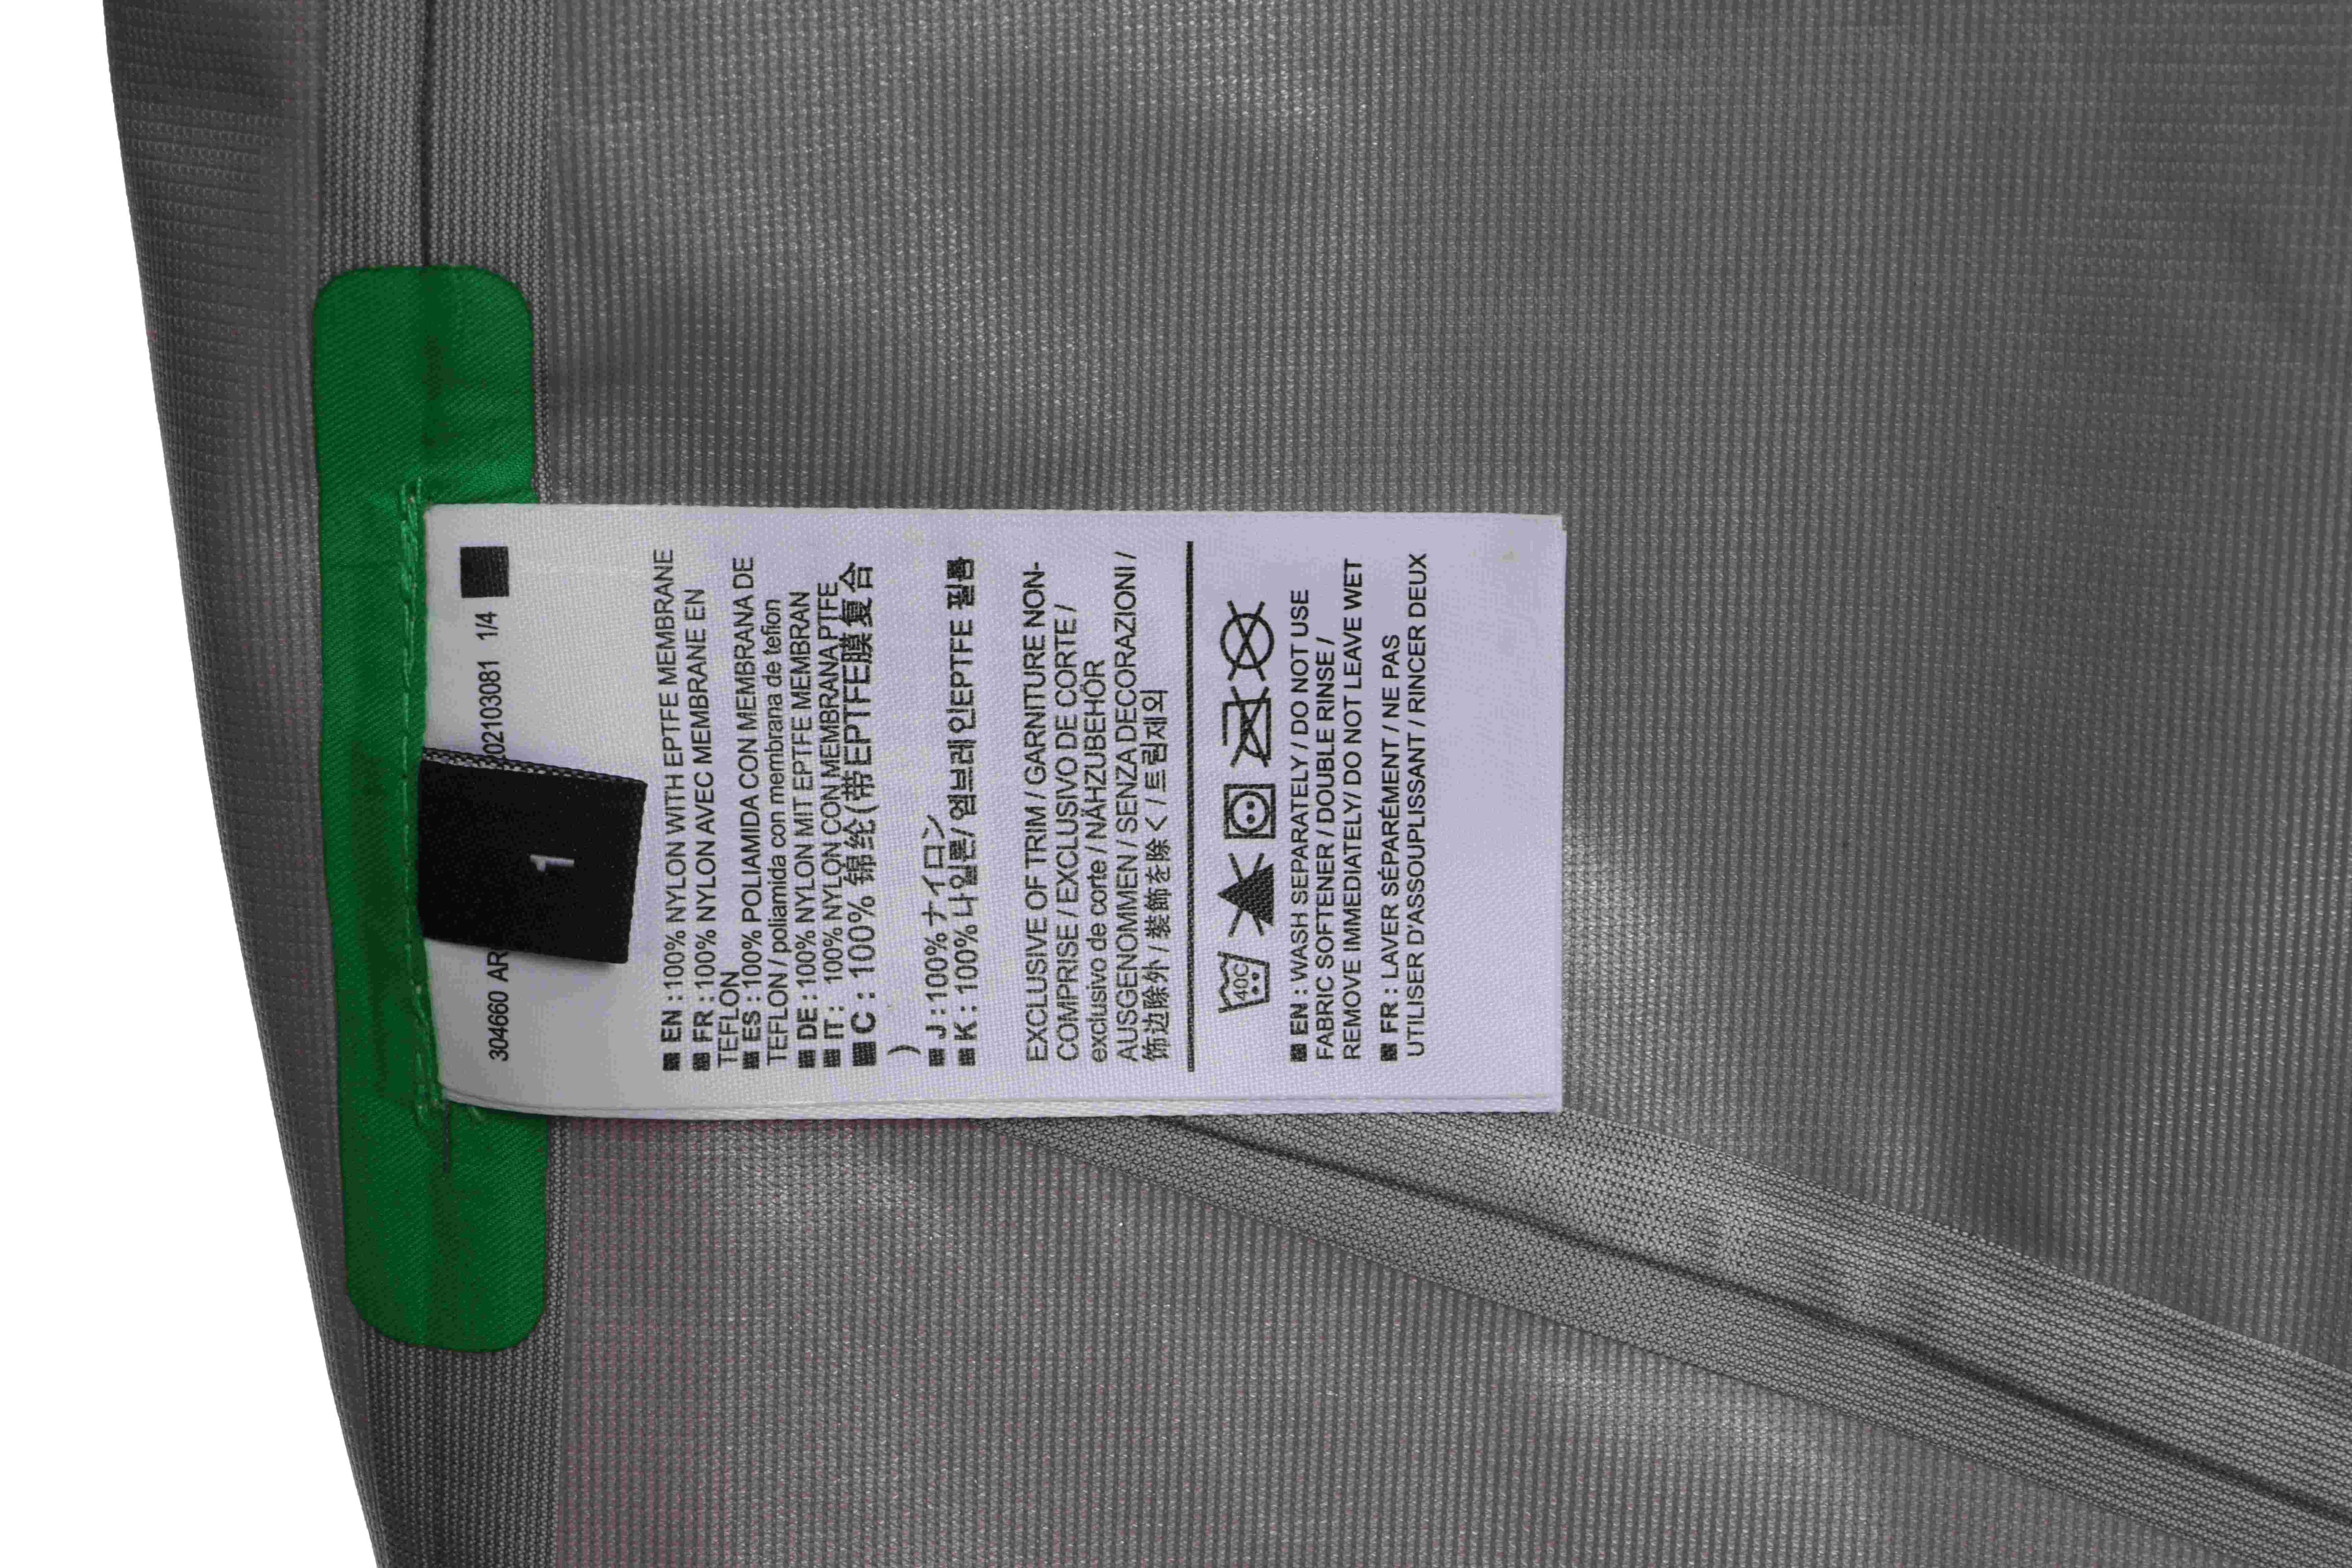 304660 AR 02103081 1/4
1
■ EN : 100% NYLON WITH EPTFE MEMBRANE
■ FR : 100% NYLON AVEC MEMBRANE EN
TEFLON
■ ES : 100% POLIAMIDA CON MEMBRANA DE
TEFLON / poliamida con membrana de teflon
■ DE : 100% NYLON MIT EPTFE MEMBRAN
■ IT : 100% NYLON CON MEMBRANA PTFE
■ C : 100% 锦纶(带EPTFE膜复合
)
■ J : 100% ナイロン
■ K : 100% 나일론/ 멤브레인EPTFE 필름
EXCLUSIVE OF TRIM / GARNITURE NON-
COMPRISE / EXCLUSIVO DE CORTE /
exclusivo de corte / NÄHZUBEHÖR
AUSGENOMMEN / SENZA DECORAZIONI /
饰边除外 / 装飾を除く / 트림제외
40C
■ EN : WASH SEPARATELY / DO NOT USE
FABRIC SOFTENER / DOUBLE RINSE /
REMOVE IMMEDIATELY/ DO NOT LEAVE WET
■ FR : LAVER SÉPARÉMENT / NE PAS
UTILISER D'ASSOUPLISSANT / RINCER DEUX